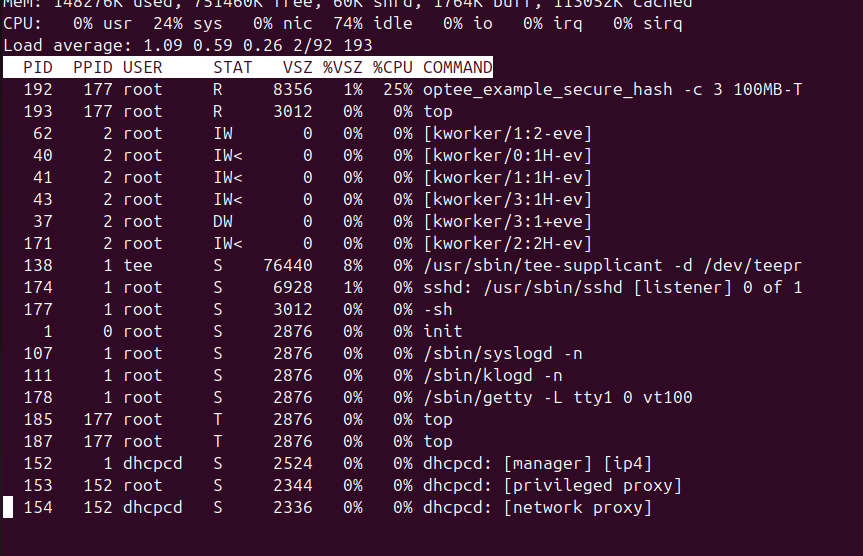 Mem: 148276K used, 751460K free, 60K shrd, 1764K buff, 113052K cached
CPU:   0% usr  24% sys   0% nic  74% idle   0% io   0% irq   0% sirq
Load average: 1.09 0.59 0.26 2/92 193
  PID  PPID USER     STAT   VSZ %VSZ %CPU COMMAND
  192   177 root     R     8356   1%  25% optee_example_secure_hash -c 3 100MB-T
  193   177 root     R     3012   0%   0% top
   62     2 root     IW       0   0%   0% [kworker/1:2-eve]
   40     2 root     IW<      0   0%   0% [kworker/0:1H-ev]
   41     2 root     IW<      0   0%   0% [kworker/1:1H-ev]
   43     2 root     IW<      0   0%   0% [kworker/3:1H-ev]
   37     2 root     DW       0   0%   0% [kworker/3:1+eve]
  171     2 root     IW<      0   0%   0% [kworker/2:2H-ev]
  138     1 tee      S    76440   8%   0% /usr/sbin/tee-supplicant -d /dev/teepr
  174     1 root     S     6928   1%   0% sshd: /usr/sbin/sshd [listener] 0 of 1
  177     1 root     S     3012   0%   0% -sh
    1     0 root     S     2876   0%   0% init
  107     1 root     S     2876   0%   0% /sbin/syslogd -n
  111     1 root     S     2876   0%   0% /sbin/klogd -n
  178     1 root     S     2876   0%   0% /sbin/getty -L tty1 0 vt100
  185   177 root     T     2876   0%   0% top
  187   177 root     T     2876   0%   0% top
  152     1 dhcpcd   S     2524   0%   0% dhcpcd: [manager] [ip4]
  153   152 root     S     2344   0%   0% dhcpcd: [privileged proxy]
  154   152 dhcpcd   S     2336   0%   0% dhcpcd: [network proxy]